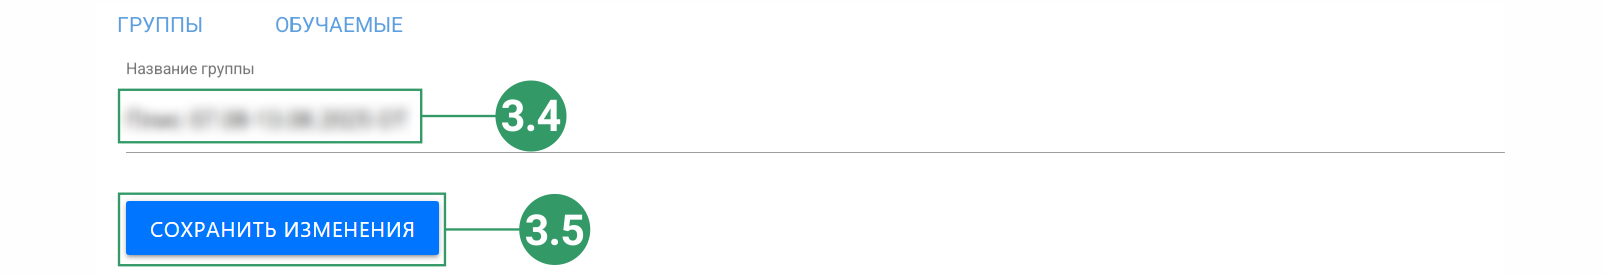 ГРУППЫ ОБУЧАЕМЫЕ
Название группы
3.4
СОХРАНИТЬ ИЗМЕНЕНИЯ
3.5